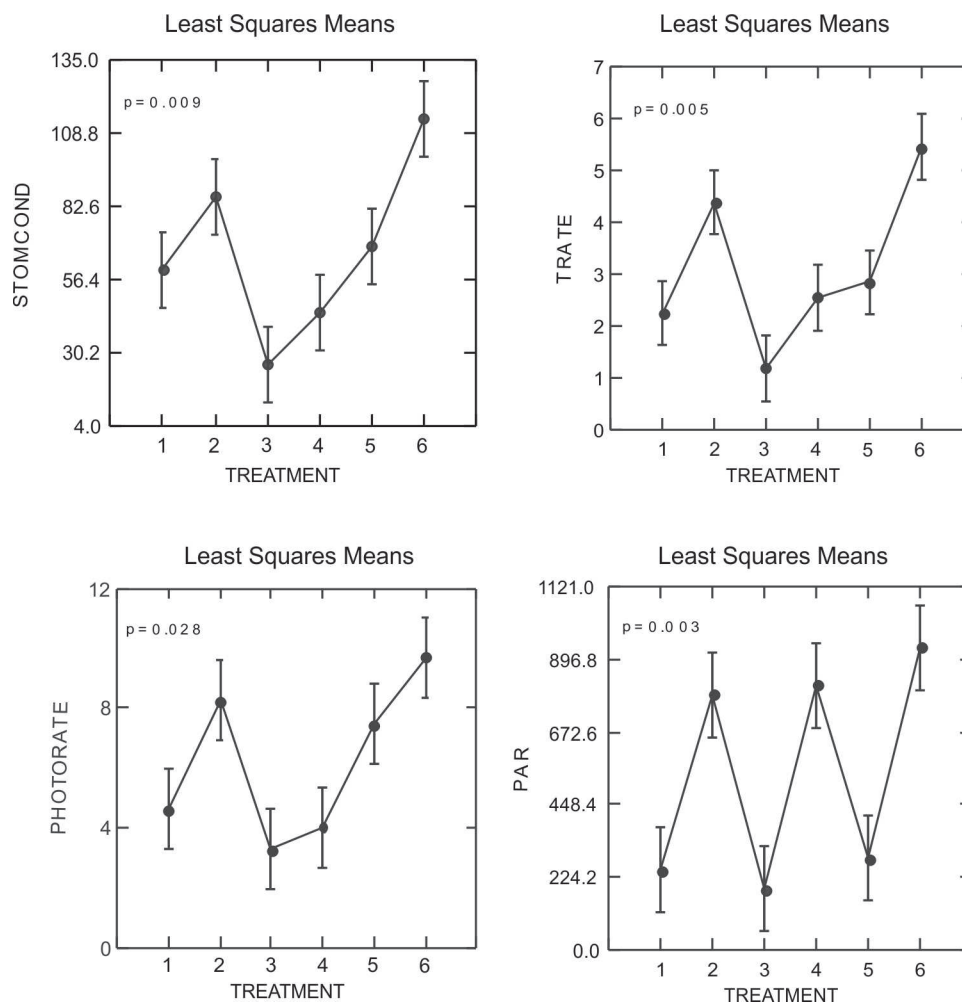 Least Squares Means
135.0
108.8
82.6
56.4
30.2
4.0
STOMCOND
p=0.009
1 2 3 4 5 6
TREATMENT
Least Squares Means
7
6
5
4
3
2
1
0
TRATE
p=0.005
1 2 3 4 5 6
TREATMENT
Least Squares Means
12
8
4
0
PHOTORATE
p=0.028
1 2 3 4 5 6
TREATMENT
Least Squares Means
1121.0
896.8
672.6
448.4
224.2
0.0
PAR
p=0.003
1 2 3 4 5 6
TREATMENT